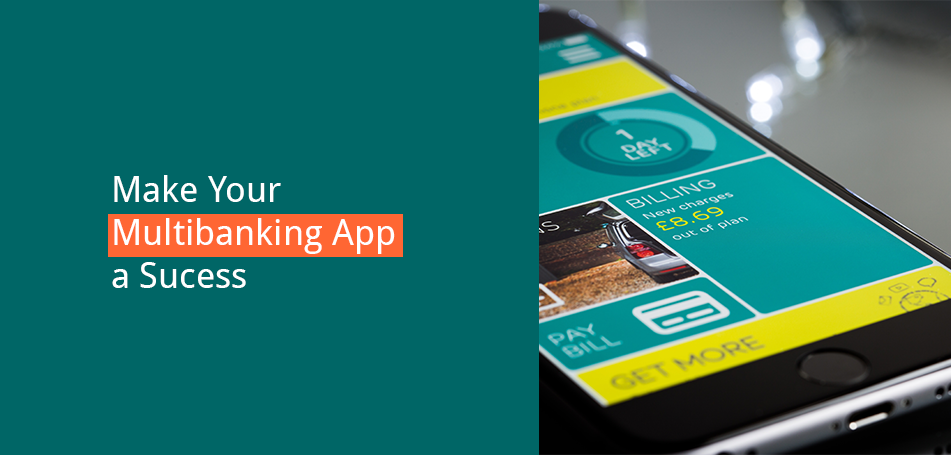 Make Your
Multibanking App
a Sucess
1
DAY
LEFT
BILLING
New charges
£8.69
out of plan
PAY
BILL
GET MORE